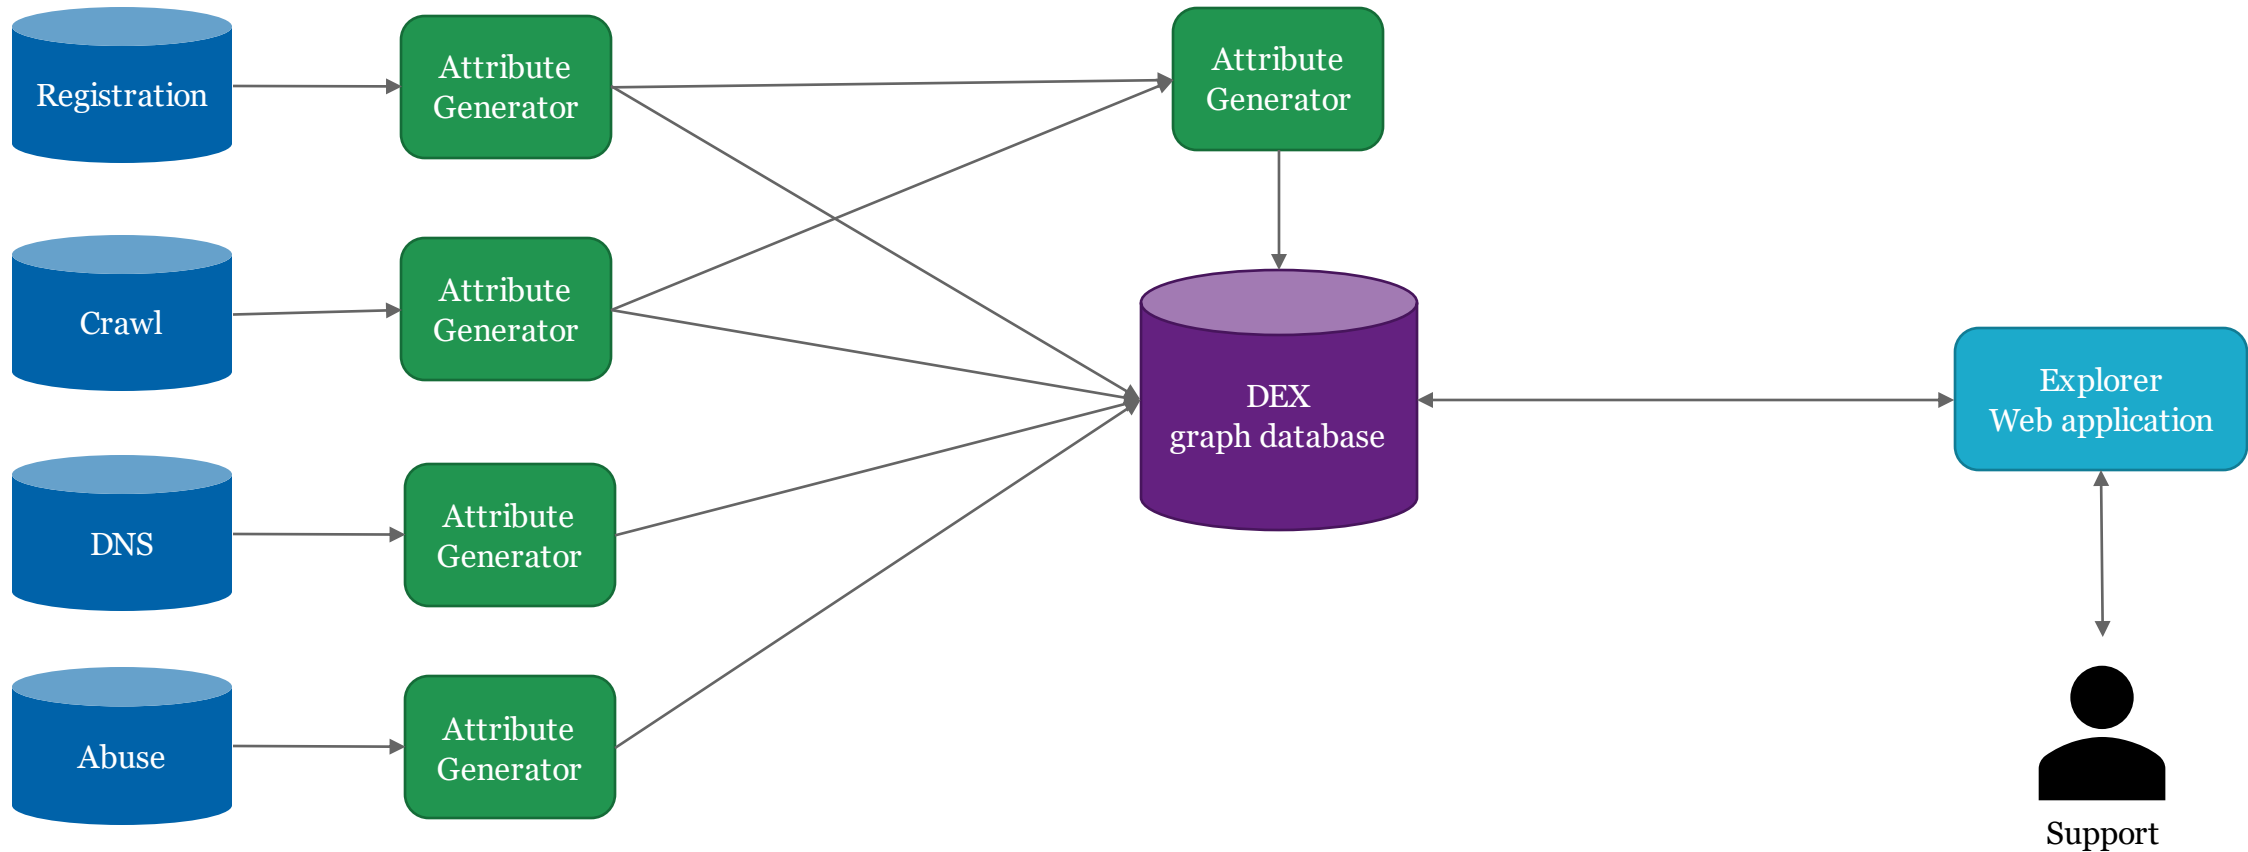 Registration
Attribute
Generator
Attribute
Generator
Crawl
Attribute
Generator
DEX
graph database
Explorer
Web application
DNS
Attribute
Generator
Abuse
Attribute
Generator
Support